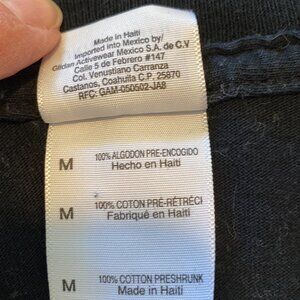 Made in Haiti
Imported into Mexico by/
Gildan Activewear México S.A. de C.V
Calle 5 de Febrero #147
Col. Venustiano Carranza
Castanos, Coahuila C.P. 25870
RFC: GAM-050502-JA8
M
100% ALGODON PRE-ENCOGIDO
Hecho en Haiti
M
100% COTON PRÉ-RÉTRÉCI
Fabriqué en Haiti
M
100% COTTON PRESHRUNK
Made in Haiti